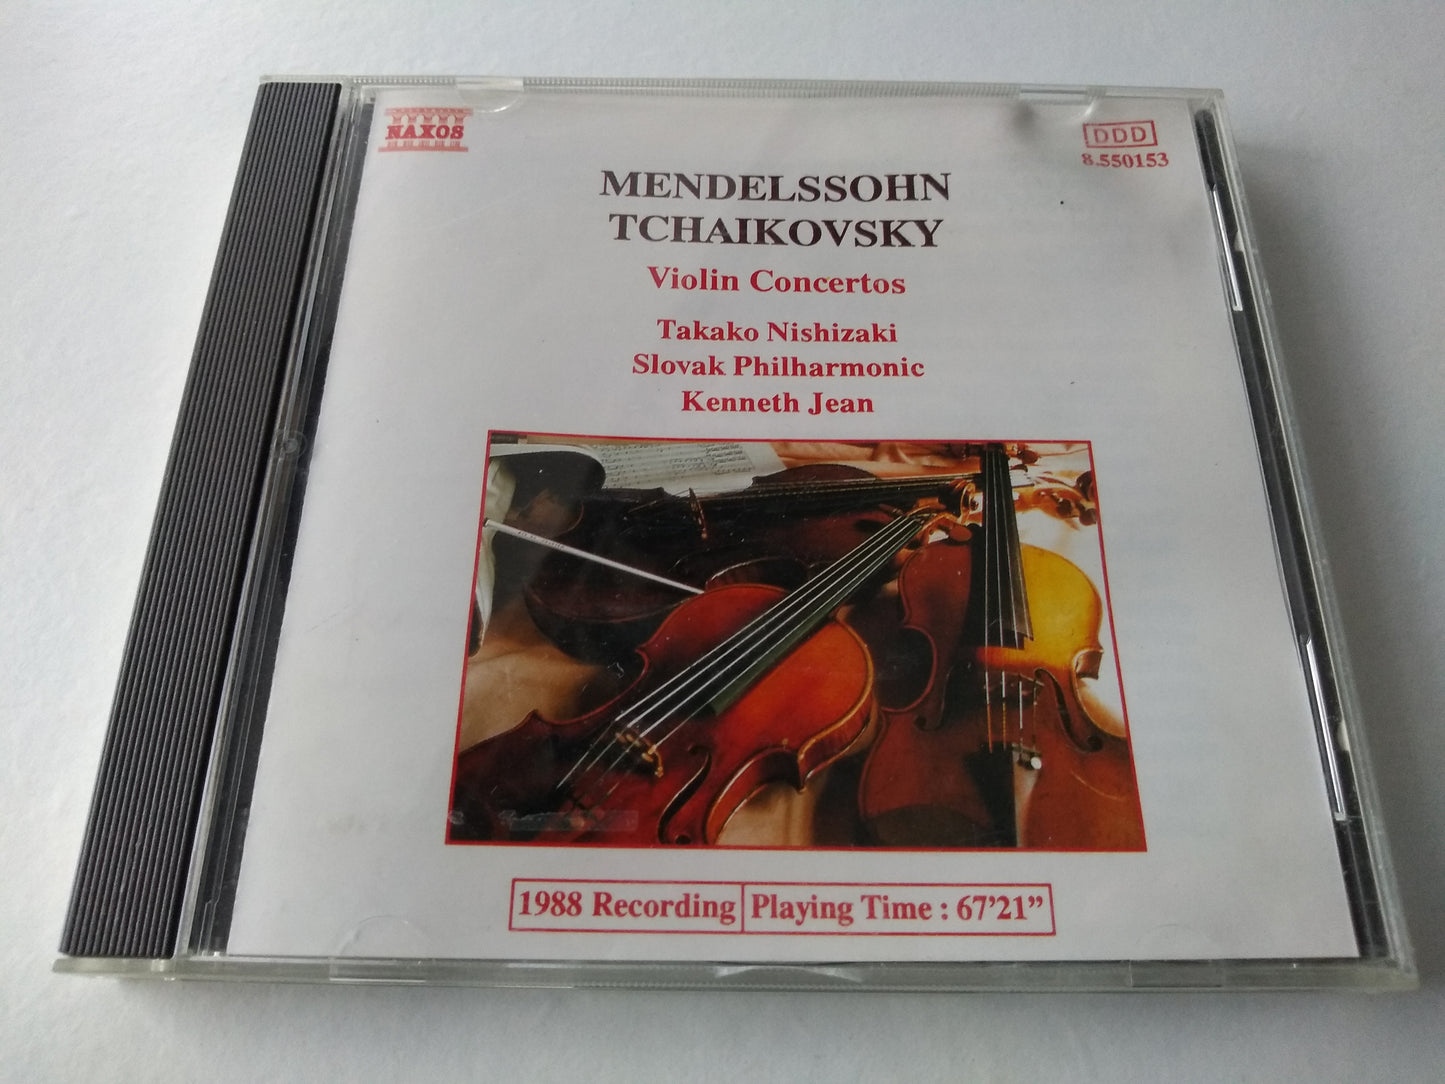 NAXOS
DDD
8.550153
MENDELSSOHN
TCHAIKOVSKY
Violin Concertos
Takako Nishizaki
Slovak Philharmonic
Kenneth Jean
1988 Recording
Playing Time : 67'21"